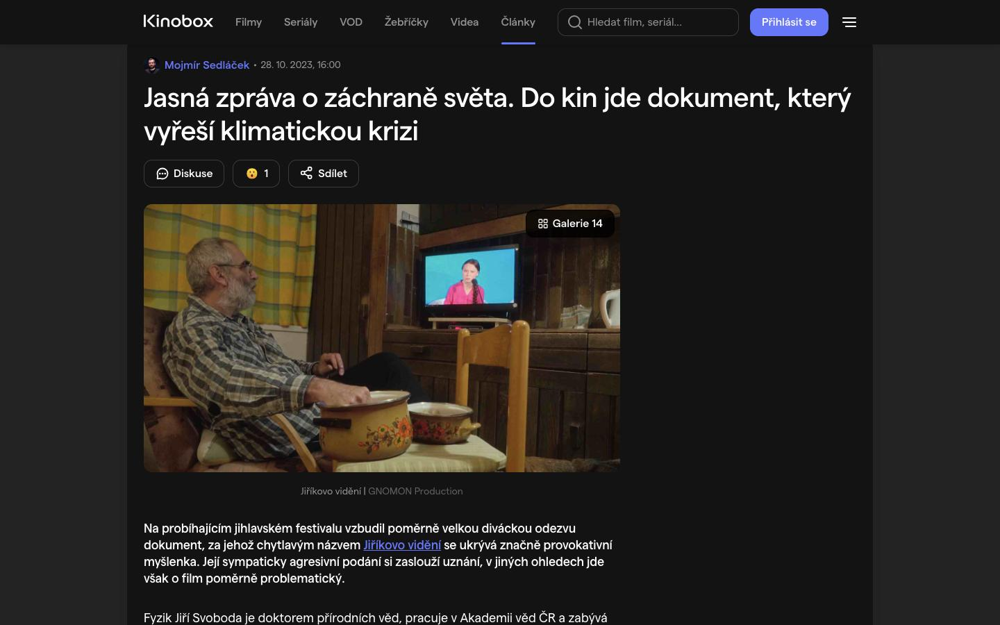 Kinobox
Filmy
Seriály
VOD
Žebříčky
Videa
Články
Hledat film, seriál...
Přihlásit se
Mojmír Sedláček • 28. 10. 2023, 16:00
Jasná zpráva o záchraně světa. Do kin jde dokument, který
vyřeší klimatickou krizi
Diskuse
1
Sdílet
Galerie 14
Jiříkovo vidění | GNOMON Production
Na probíhajícím jihlavském festivalu vzbudil poměrně velkou diváckou odezvu
dokument, za jehož chytlavým názvem Jiříkovo vidění se ukrývá značně provokativní
myšlenka. Její sympaticky agresivní podání si zaslouží uznání, v jiných ohledech jde
však o film poměrně problematický.
Fyzik Jiří Svoboda je doktorem přírodních věd, pracuje v Akademii věd ČR a zabývá